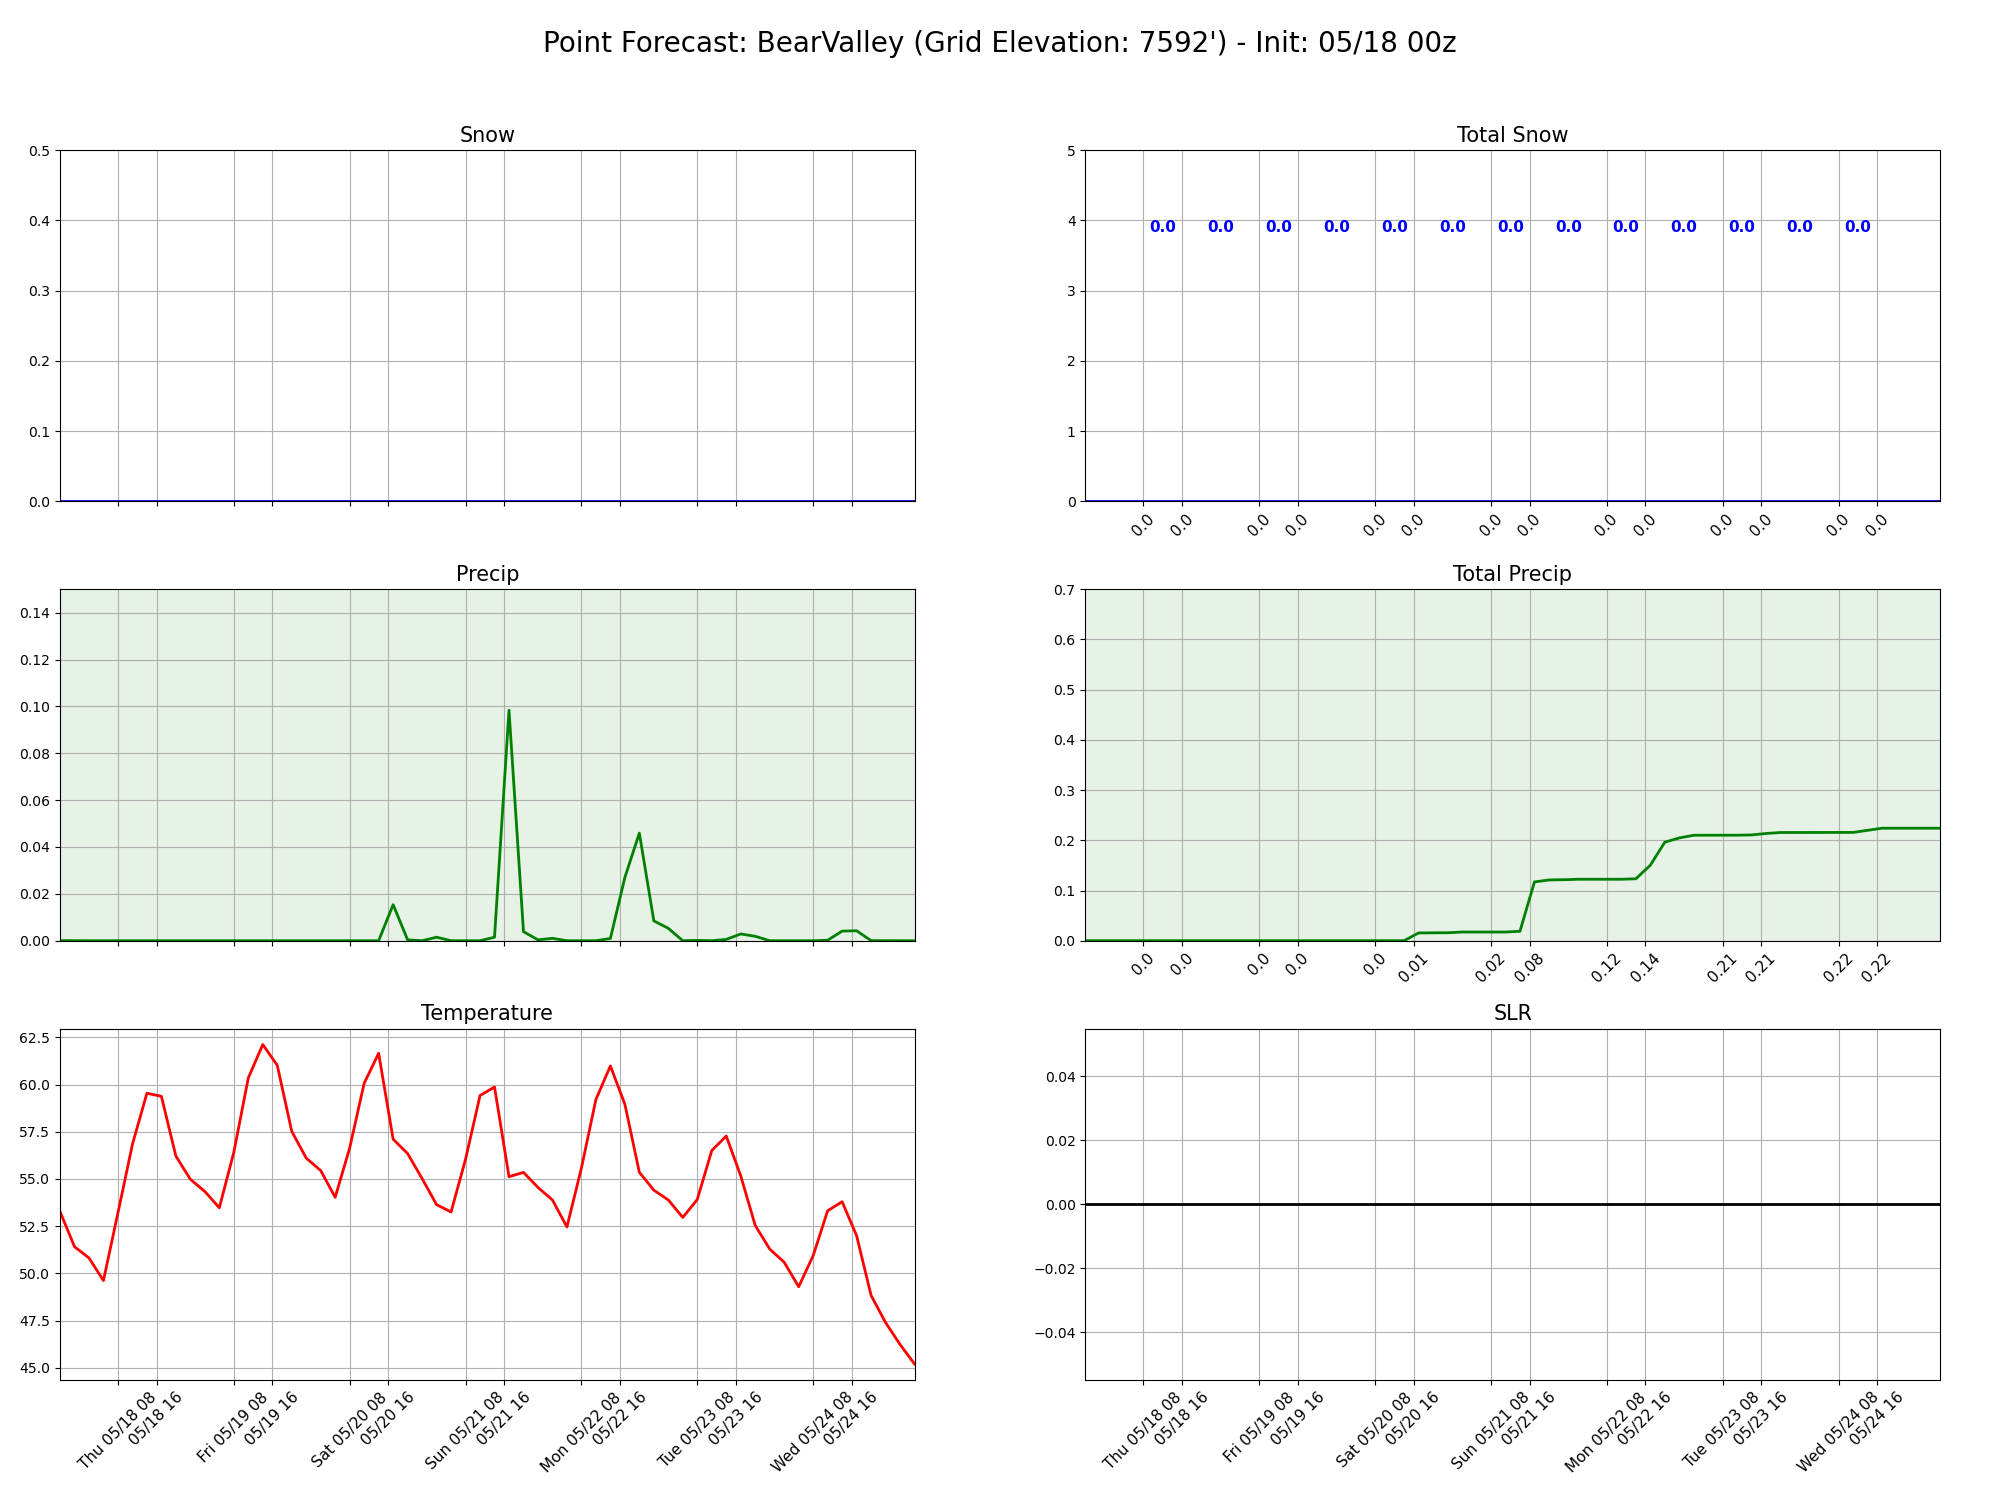 Point Forecast: BearValley (Grid Elevation: 7592') - Init: 05/18 00z
Snow
0.5
0.4
0.3
0.2
0.1
0.0
Total Snow
5
4
3
2
1
0
0.0 0.0 0.0 0.0 0.0 0.0 0.0 0.0 0.0 0.0 0.0 0.0 0.0
0.0 0.0 0.0 0.0 0.0 0.0 0.0 0.0 0.0 0.0 0.0 0.0 0.0 0.0
Precip
0.14
0.12
0.10
0.08
0.06
0.04
0.02
0.00
Total Precip
0.7
0.6
0.5
0.4
0.3
0.2
0.1
0.0
0.0 0.0 0.0 0.0 0.0 0.01 0.02 0.08 0.12 0.14 0.21 0.21 0.22 0.22
Temperature
62.5
60.0
57.5
55.0
52.5
50.0
47.5
45.0
Thu 05/18 08
05/18 16
Fri 05/19 08
05/19 16
Sat 05/20 08
05/20 16
Sun 05/21 08
05/21 16
Mon 05/22 08
05/22 16
Tue 05/23 08
05/23 16
Wed 05/24 08
05/24 16
SLR
0.04
0.02
0.00
−0.02
−0.04
Thu 05/18 08
05/18 16
Fri 05/19 08
05/19 16
Sat 05/20 08
05/20 16
Sun 05/21 08
05/21 16
Mon 05/22 08
05/22 16
Tue 05/23 08
05/23 16
Wed 05/24 08
05/24 16